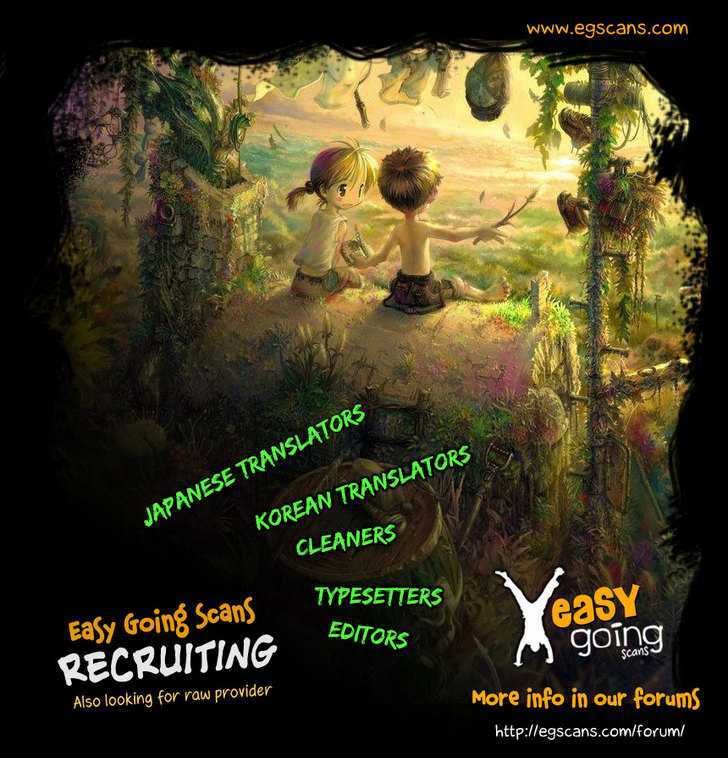 www.egscans.com
JAPANESE TRANSLATORS
KOREAN TRANSLATORS
CLEANERS
TYPESETTERS
EDITORS
Easy Going Scans
RECRUITING
Also looking for raw provider
easy
going
scans
More info in our forums
http://egscans.com/forum/